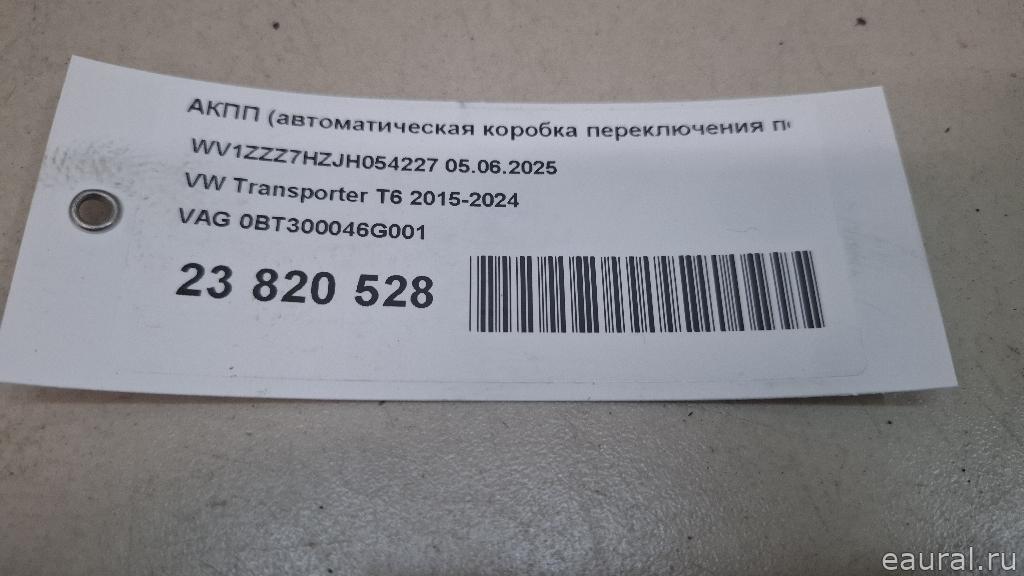 АКПП (автоматическая коробка переключения
WV1ZZZ7HZJH054227 05.06.2025
VW Transporter T6 2015-2024
VAG 0BT300046G001
23 820 528
eaural.ru